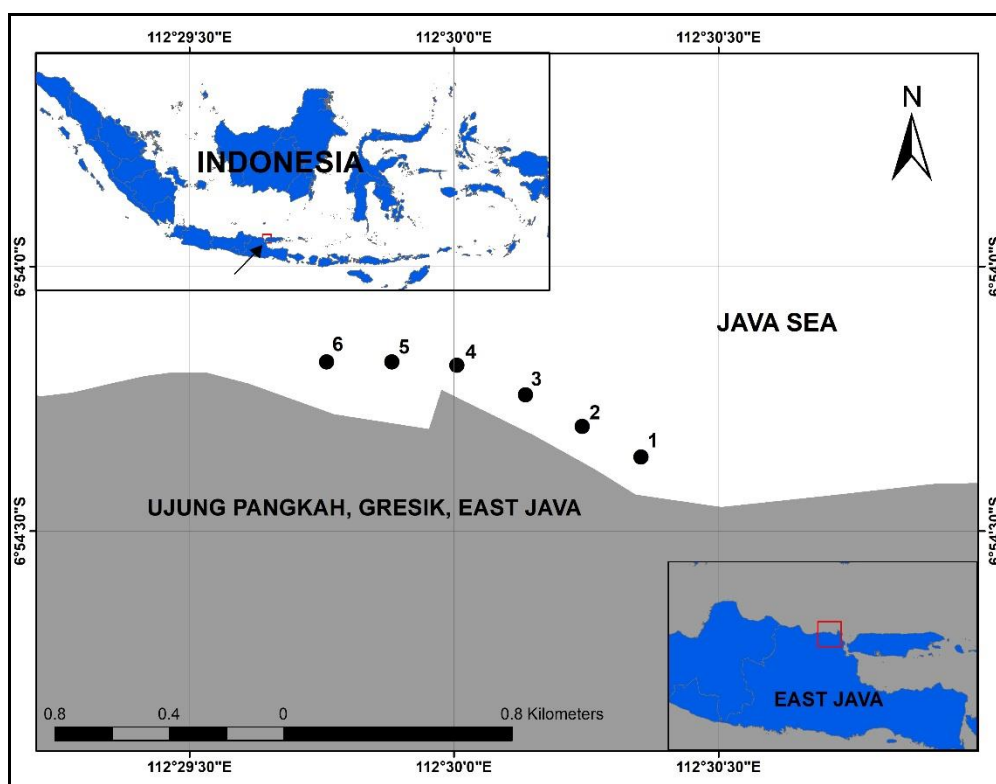 112°29'30"E 112°30'0"E 112°30'30"E
N
INDONESIA
6°54'0"S 6°54'0"S
JAVA SEA
6 5 4
3
2
1
UJUNG PANGKAH, GRESIK, EAST JAVA
6°54'30"S 6°54'30"S
EAST JAVA
0.8 0.4 0 0.8 Kilometers
112°29'30"E 112°30'0"E 112°30'30"E